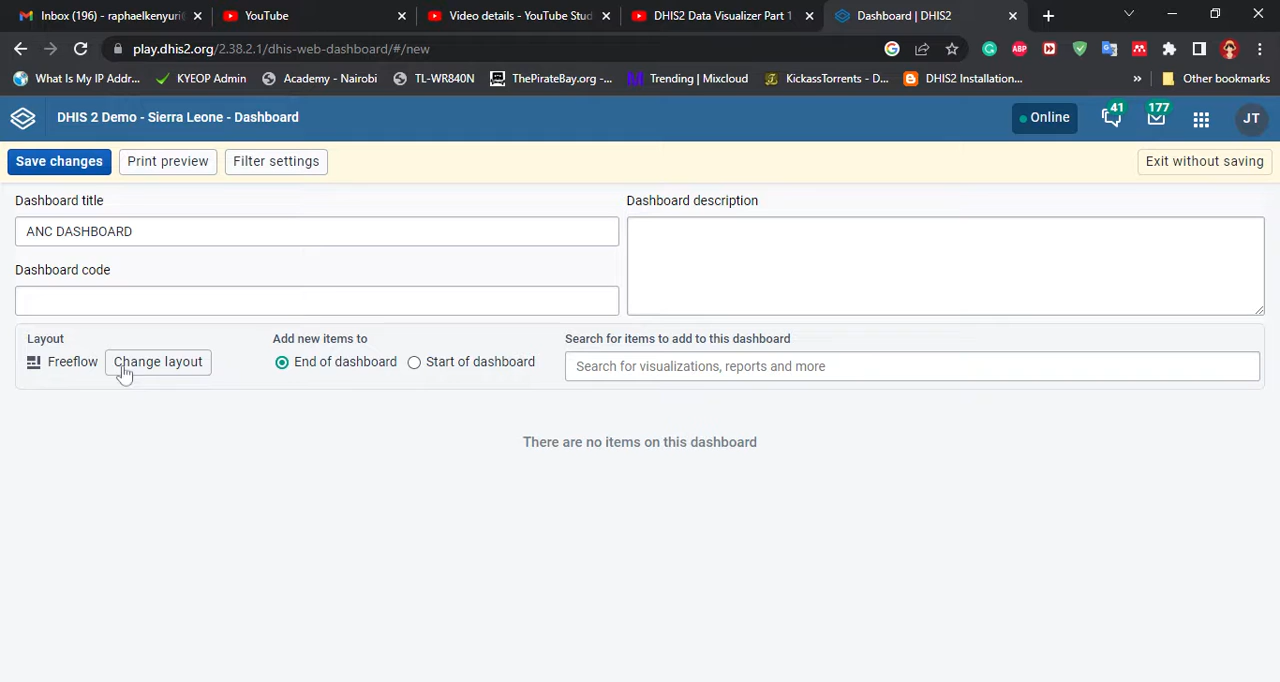 Inbox (196) - raphaelkenyuri@
YouTube
Video details - YouTube Stud
DHIS2 Data Visualizer Part 1
Dashboard | DHIS2
play.dhis2.org/2.38.2.1/dhis-web-dashboard/#/new
What Is My IP Addr...
KYEOP Admin
Academy - Nairobi
TL-WR840N
ThePirateBay.org -...
Trending | Mixcloud
KickassTorrents - D...
DHIS2 Installation...
»
Other bookmarks
DHIS 2 Demo - Sierra Leone - Dashboard
Online
41
177
JT
Save changes
Print preview
Filter settings
Exit without saving
Dashboard title
Dashboard description
ANC DASHBOARD
Dashboard code
Layout
Add new items to
Search for items to add to this dashboard
Freeflow
Change layout
End of dashboard
Start of dashboard
Search for visualizations, reports and more
There are no items on this dashboard